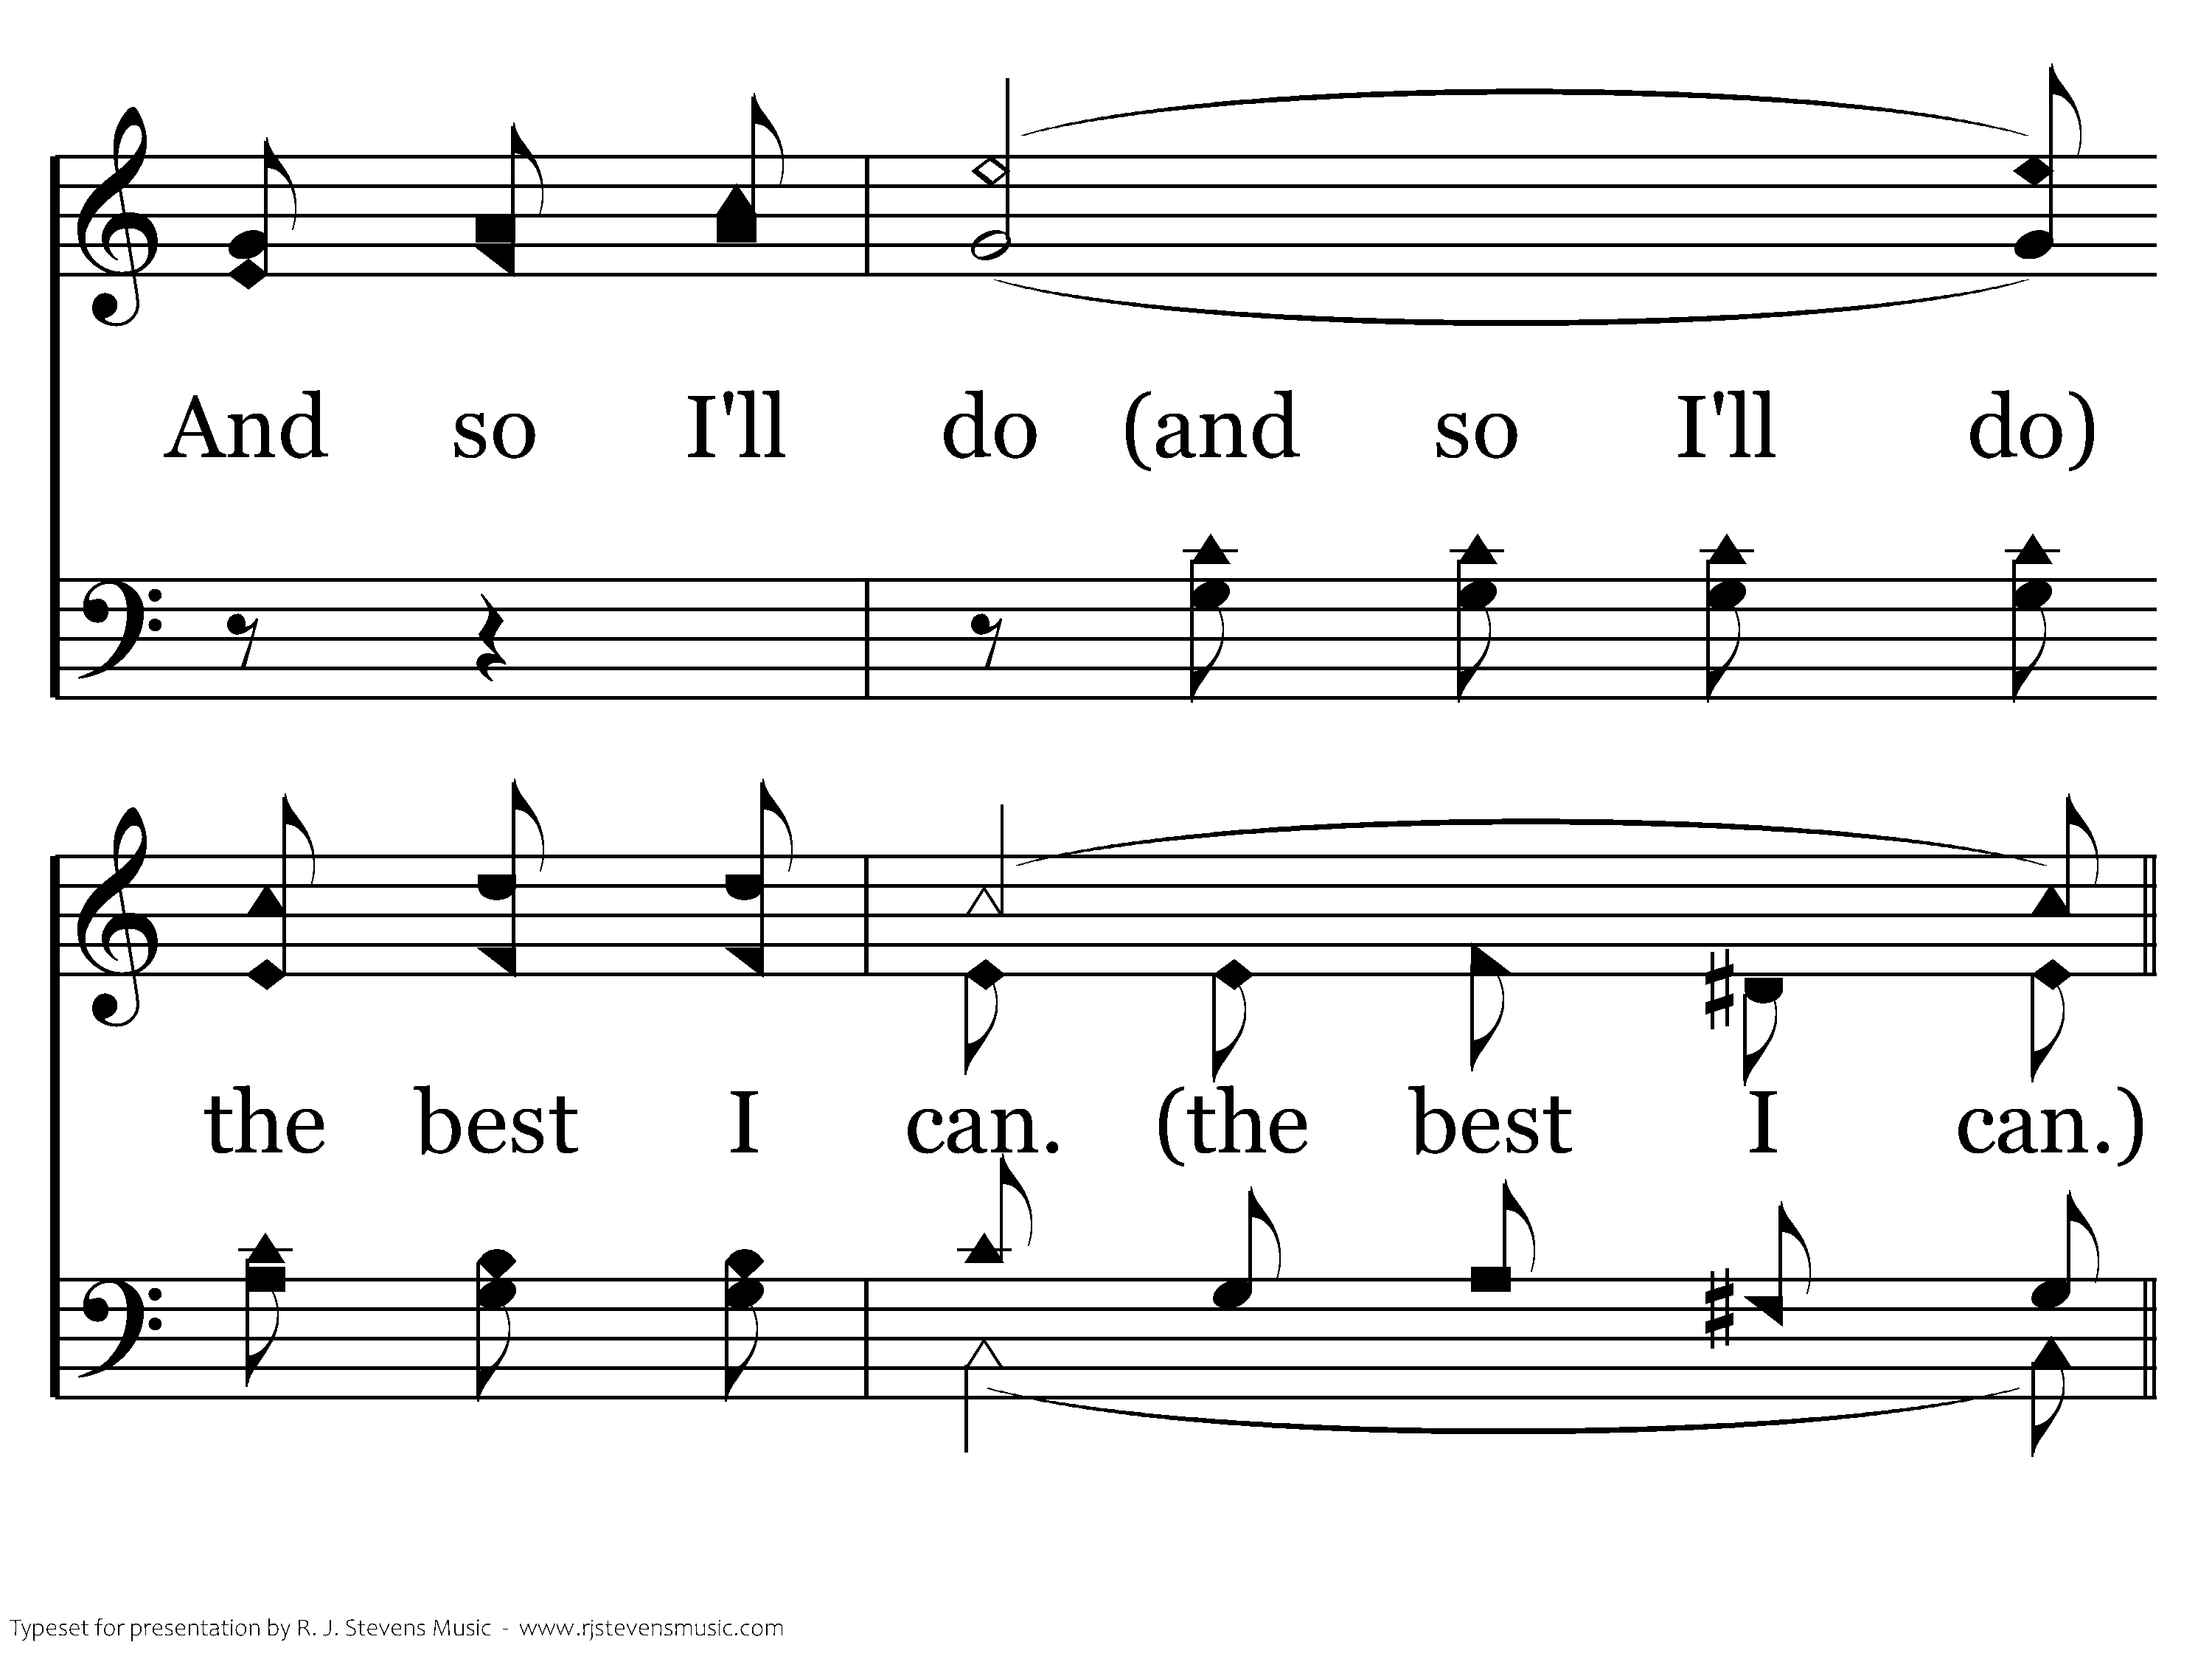 And so I'll do (and so I'll do)
the best I can. (the best I can.)
Typeset for presentation by R. J. Stevens Music - www.rjstevensmusic.com